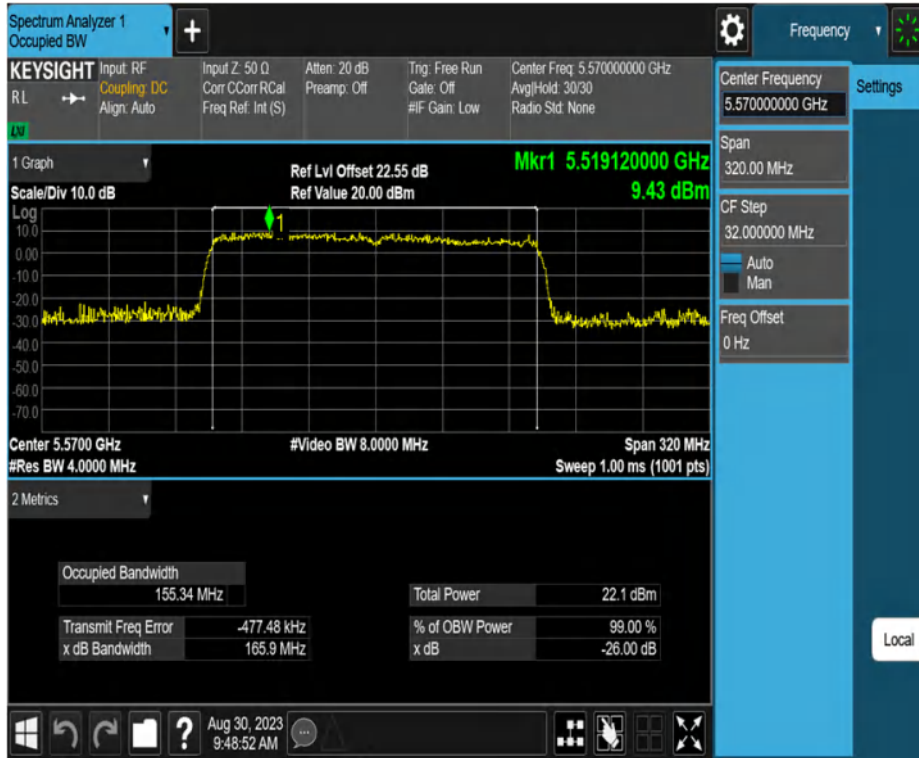 Spectrum Analyzer 1
Occupied BW
+
Frequency
KEYSIGHT
RL
LXI
Input: RF
Coupling: DC
Align: Auto
Input Z: 50 Ω
Corr CCorr RCal
Freq Ref: Int (S)
Atten: 20 dB
Preamp: Off
Trig: Free Run
Gate: Off
#IF Gain: Low
Center Freq: 5.570000000 GHz
Avg|Hold: 30/30
Radio Std: None
Center Frequency
5.570000000 GHz
Settings
Span
320.00 MHz
CF Step
32.000000 MHz
Auto
Man
Freq Offset
0 Hz
1 Graph
Scale/Div 10.0 dB
Ref Lvl Offset 22.55 dB
Ref Value 20.00 dBm
Mkr1 5.519120000 GHz
9.43 dBm
Log
10.0
0.00
-10.0
-20.0
-30.0
-40.0
-50.0
-60.0
-70.0
1
Center 5.5700 GHz
#Video BW 8.0000 MHz
Span 320 MHz
#Res BW 4.0000 MHz
Sweep 1.00 ms (1001 pts)
2 Metrics
Occupied Bandwidth
155.34 MHz
Total Power 22.1 dBm
Transmit Freq Error -477.48 kHz
% of OBW Power 99.00 %
x dB Bandwidth 165.9 MHz
x dB -26.00 dB
Local
?
Aug 30, 2023
9:48:52 AM